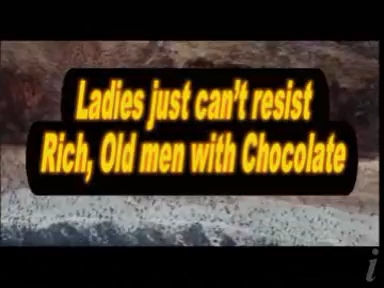 Ladies just can't resist
Rich, Old men with Chocolate
i